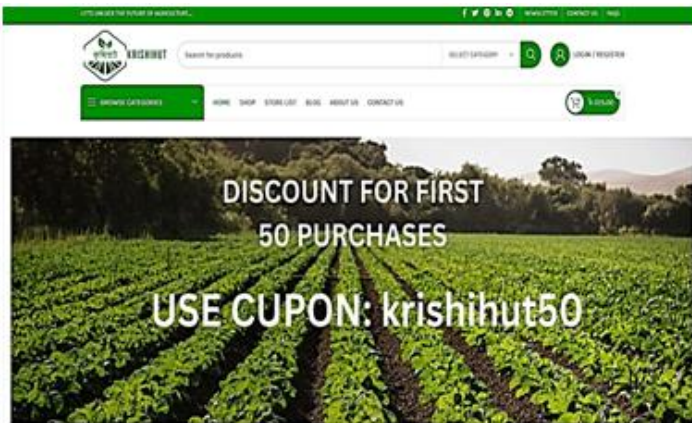 LET'S UNLOCK THE FUTURE OF AGRICULTURE...
NEWSLETTER CONTACT US FAQS
KRISHIHUT
Search for products
SELECT CATEGORY
LOGIN / REGISTER
BROWSE CATEGORIES
HOME SHOP STORE LIST BLOG ABOUT US CONTACT US
DISCOUNT FOR FIRST
50 PURCHASES
USE CUPON: krishihut50